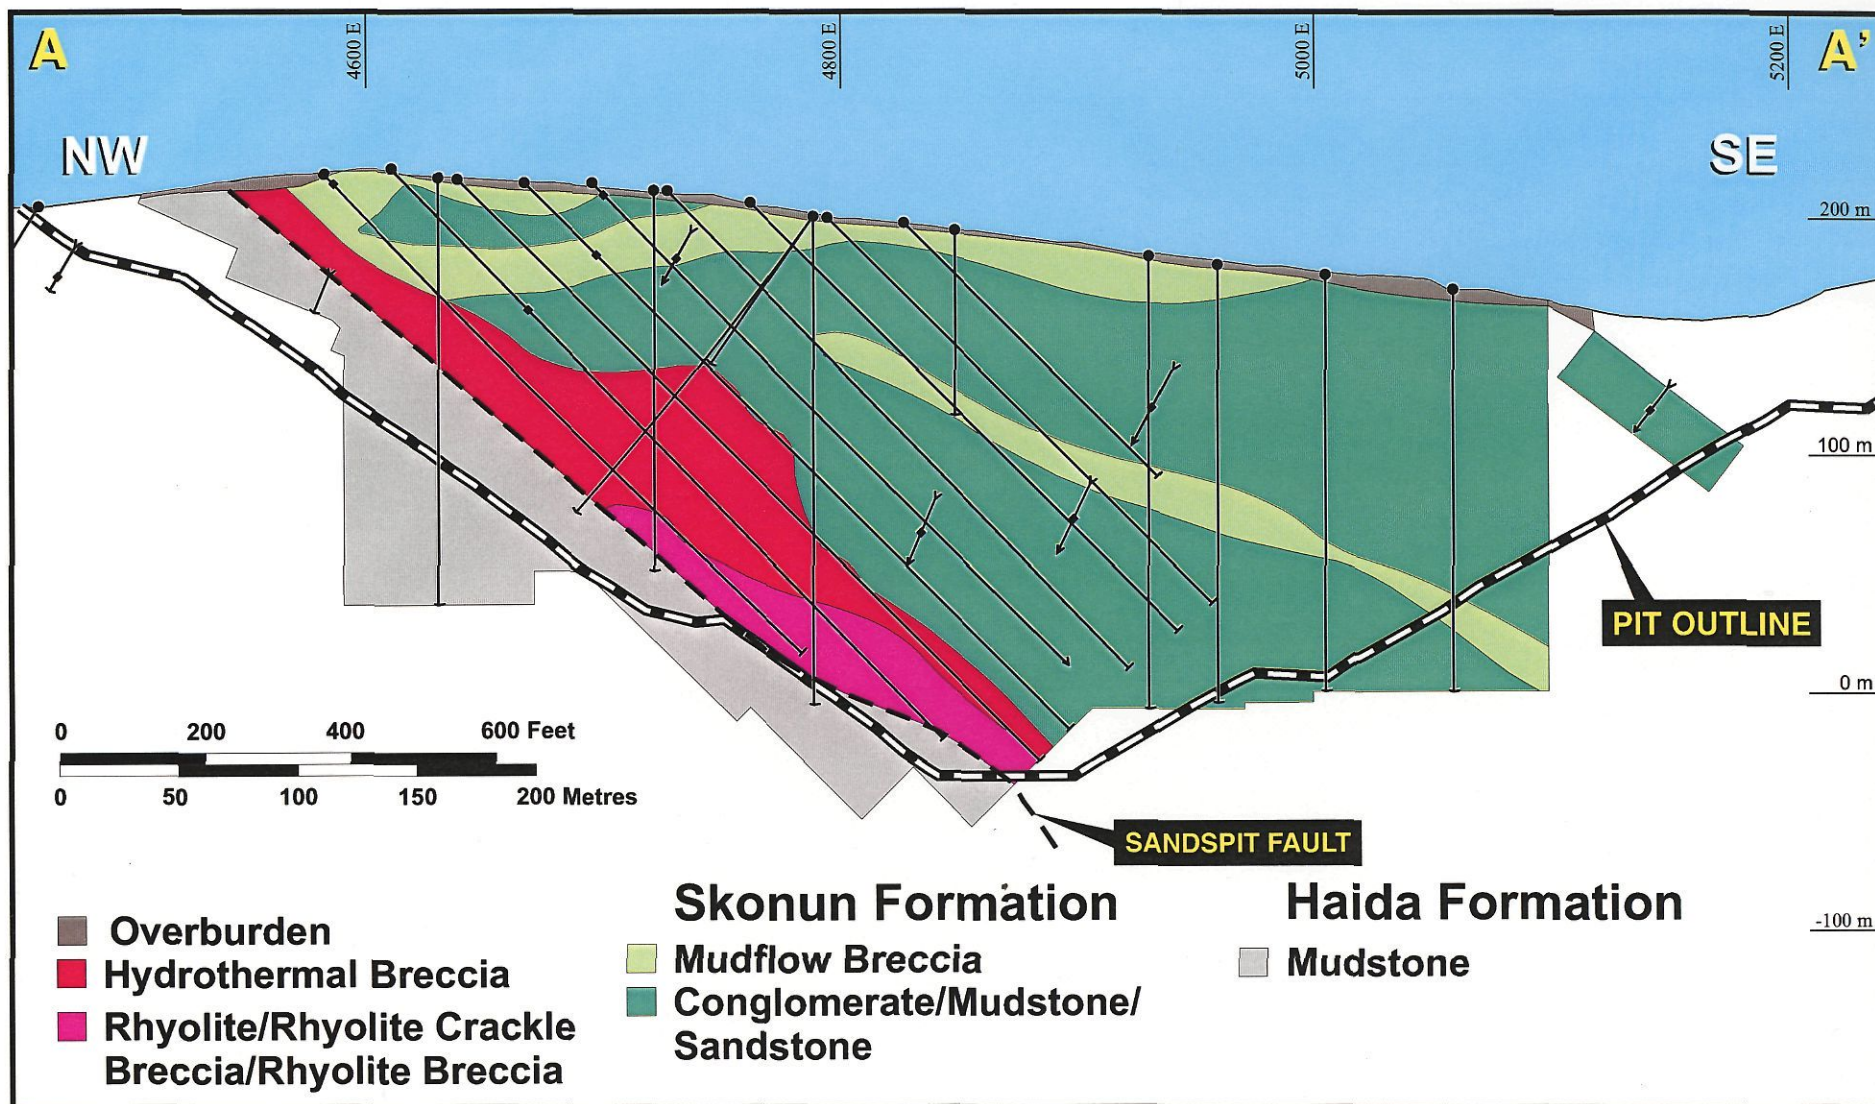 A
4600 E
4800 E
5000 E
5200 E
A'
NW
SE
200 m
100 m
PIT OUTLINE
0 m
0 200 400 600 Feet
0 50 100 150 200 Metres
SANDSPIT FAULT
-100 m
Overburden
Hydrothermal Breccia
Rhyolite/Rhyolite Crackle
Breccia/Rhyolite Breccia
Skonun Formation
Mudflow Breccia
Conglomerate/Mudstone/
Sandstone
Haida Formation
Mudstone